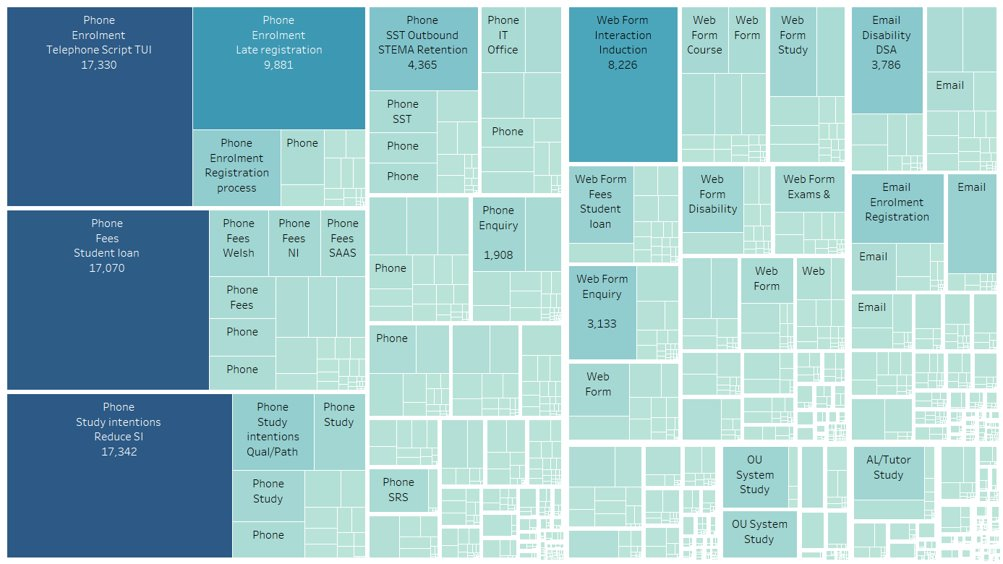 Phone
Enrolment
Telephone Script TUI
17,330
Phone
Enrolment
Late registration
9,881
Phone
Enrolment
Registration
process
Phone
Phone
Fees
Student loan
17,070
Phone
Fees
Welsh
Phone
Fees
NI
Phone
Fees
SAAS
Phone
Fees
Phone
Phone
Phone
Study intentions
Reduce SI
17,342
Phone
Study
intentions
Qual/Path
Phone
Study
Phone
Study
Phone
Phone
SST Outbound
STEMA Retention
4,365
Phone
SST
Phone
Phone
Phone
IT
Office
Phone
Phone
Phone
Enquiry
1,908
Phone
Phone
SRS
Web Form
Interaction
Induction
8,226
Web
Form
Course
Web
Form
Web
Form
Study
Web Form
Fees
Student
loan
Web
Form
Disability
Web Form
Exams &
Web Form
Enquiry
3,133
Web
Form
Web
Web
Form
OU
System
Study
OU System
Study
Email
Disability
DSA
3,786
Email
Email
Enrolment
Registration
Email
Email
Email
AL/Tutor
Study